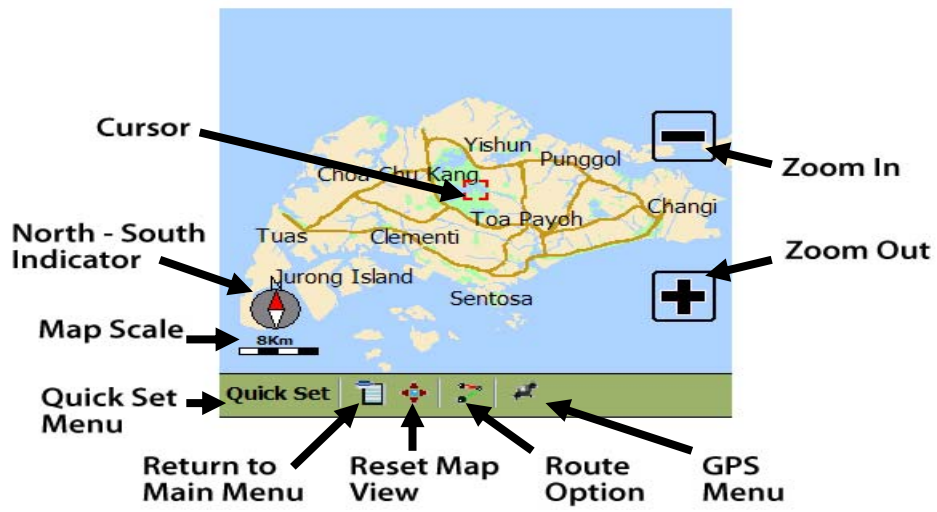 Cursor
Yishun
Punggol
Choa Chu Kang
Zoom In
Changi
Toa Payoh
North - South
Indicator
Tuas
Clementi
Zoom Out
Jurong Island
N
Sentosa
Map Scale
8Km
Quick Set
Menu
Quick Set
Return to
Main Menu
Reset Map
View
Route
Option
GPS
Menu